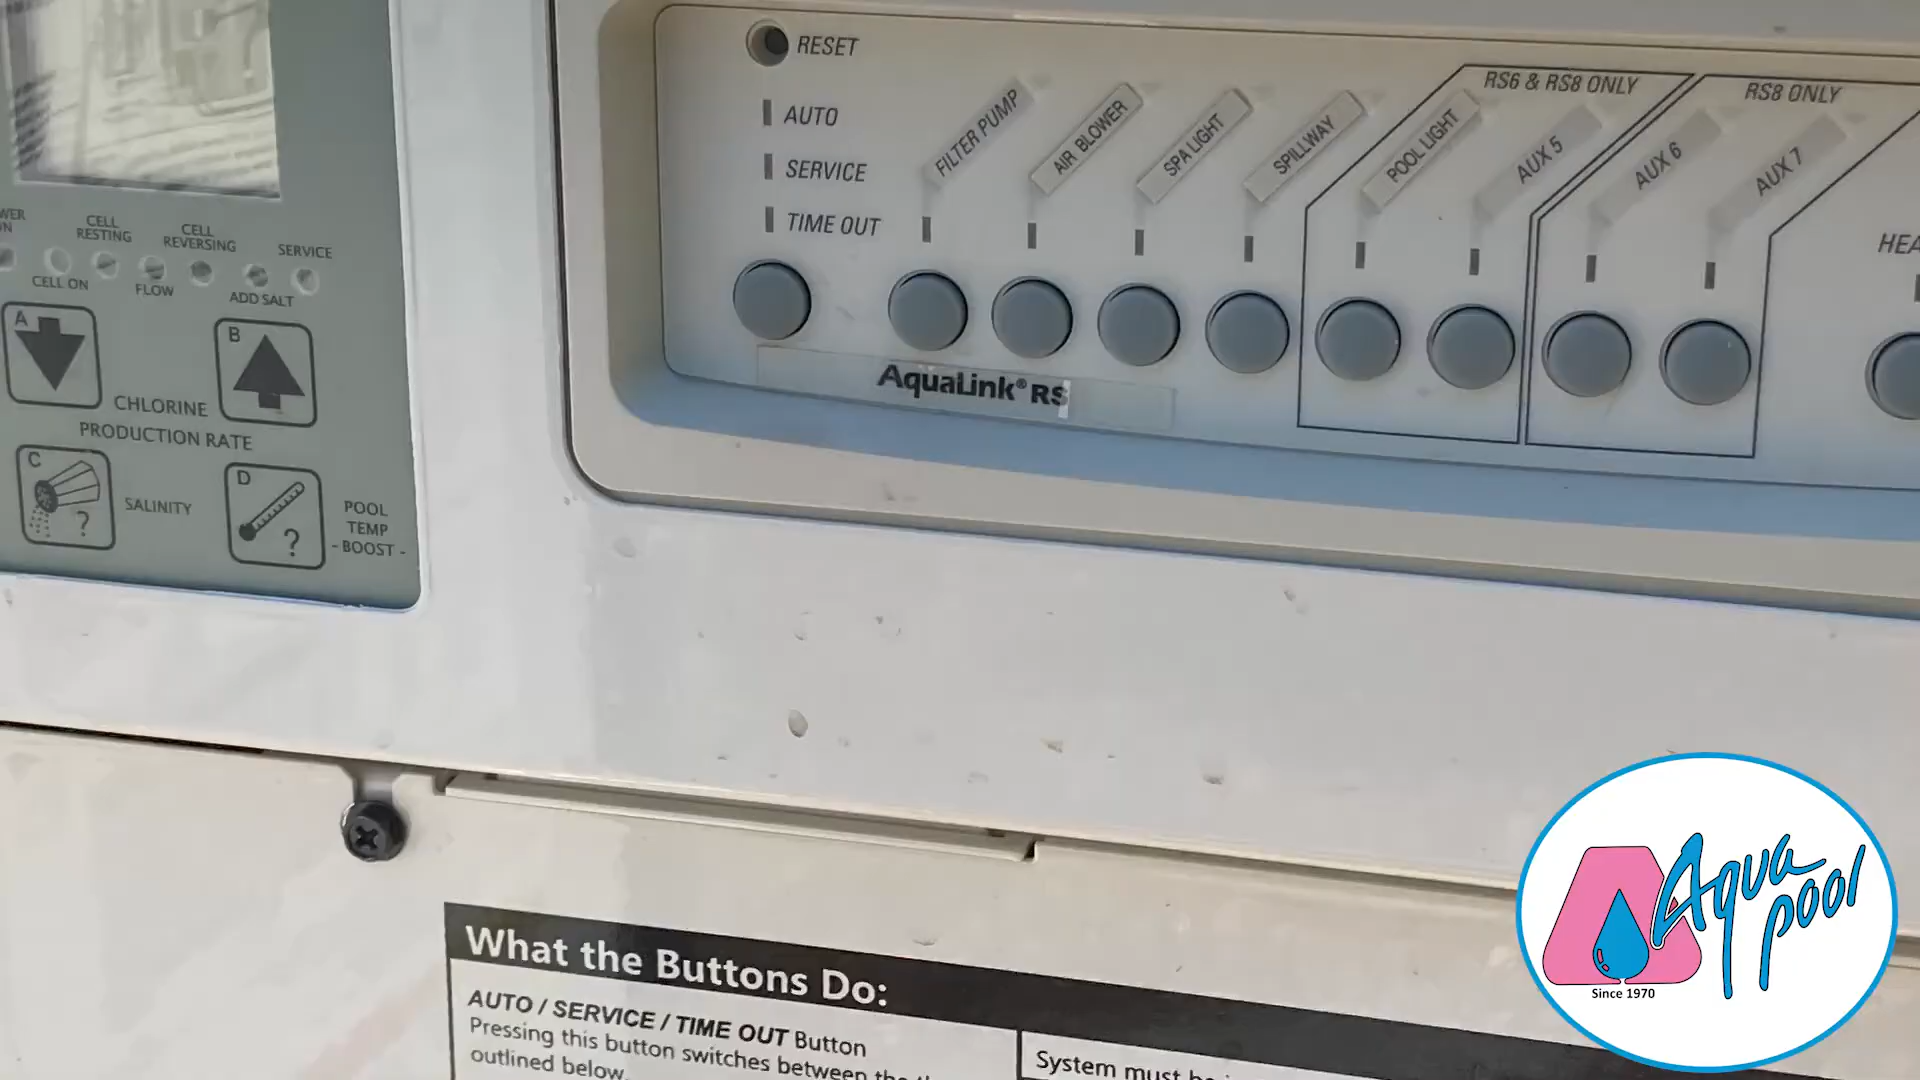 RESET
AUTO
SERVICE
TIME OUT
FILTER PUMP
AIR BLOWER
SPA LIGHT
SPILLWAY
POOL LIGHT
AUX 5
AUX 6
AUX 7
RS6 & RS8 ONLY
RS8 ONLY
AquaLink® RS
CELL RESTING
CELL REVERSING
SERVICE
CELL ON
FLOW
ADD SALT
A
B
CHLORINE
PRODUCTION RATE
C
SALINITY
?
D
?
POOL
TEMP
- BOOST -
What the Buttons Do:
AUTO / SERVICE / TIME OUT Button
Pressing this button switches between the
outlined below.
System must
Aqua
pool
Since 1970